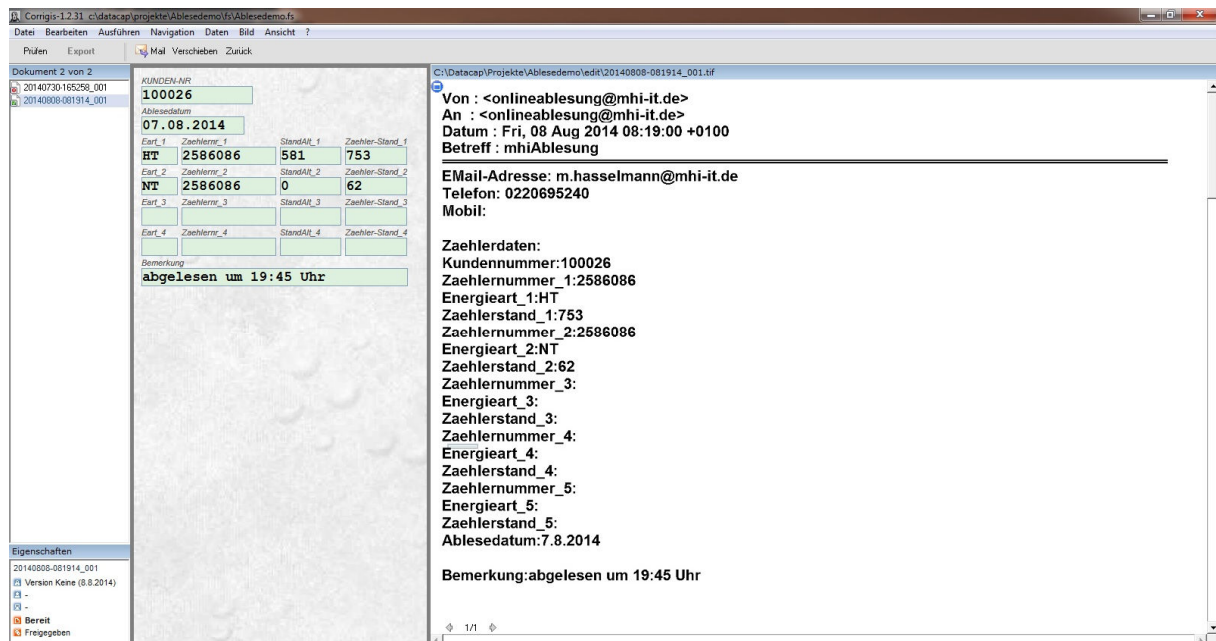 Corrigis-1.2.31 c:\datacap\projekte\Ablesedemo\fs\Ablesedemo.fs
Datei Bearbeiten Ausführen Navigation Daten Bild Ansicht ?
Prüfen Export Mail Verschieben Zurück
Dokument 2 von 2
20140730-165258_001
20140808-081914_001
KUNDEN-NR
100026
Ablesedatum
07.08.2014
Eart_1 Zaehlernr_1 StandAlt_1 Zaehler-Stand_1
HT 2586086 581 753
Eart_2 Zaehlernr_2 StandAlt_2 Zaehler-Stand_2
NT 2586086 0 62
Eart_3 Zaehlernr_3 StandAlt_3 Zaehler-Stand_3
Eart_4 Zaehlernr_4 StandAlt_4 Zaehler-Stand_4
Bemerkung
abgelesen um 19:45 Uhr
C:\Datacap\Projekte\Ablesedemo\edit\20140808-081914_001.tif
Von : <onlineablesung@mhi-it.de>
An : <onlineablesung@mhi-it.de>
Datum : Fri, 08 Aug 2014 08:19:00 +0100
Betreff : mhiAblesung
EMail-Adresse: m.hasselmann@mhi-it.de
Telefon: 0220695240
Mobil:
Zaehlerdaten:
Kundennummer:100026
Zaehlernummer_1:2586086
Energieart_1:HT
Zaehlerstand_1:753
Zaehlernummer_2:2586086
Energieart_2:NT
Zaehlerstand_2:62
Zaehlernummer_3:
Energieart_3:
Zaehlerstand_3:
Zaehlernummer_4:
Energieart_4:
Zaehlerstand_4:
Zaehlernummer_5:
Energieart_5:
Zaehlerstand_5:
Ablesedatum:7.8.2014
Bemerkung:abgelesen um 19:45 Uhr
1/1
Eigenschaften
20140808-081914_001
Version Keine (8.8.2014)
-
-
Bereit
Freigegeben